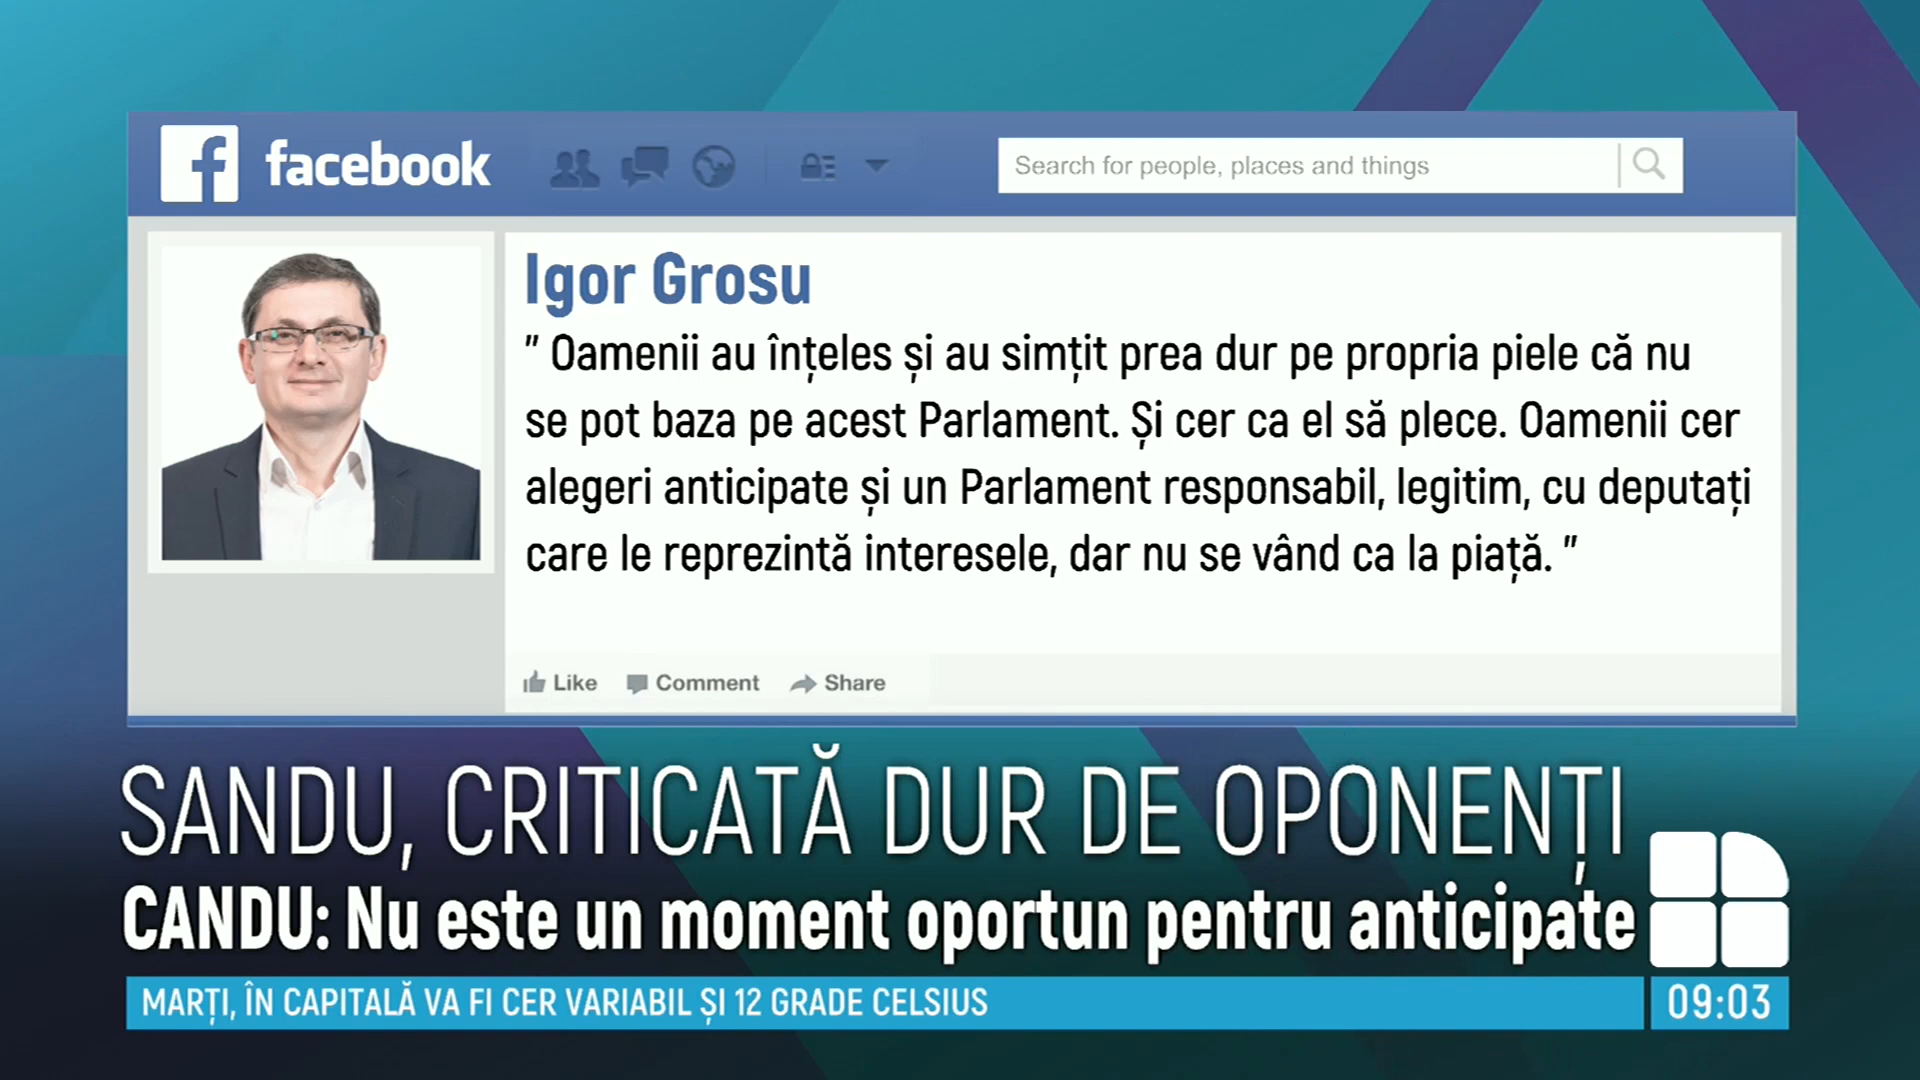 facebook
Search for people, places and things
Igor Grosu
" Oamenii au înțeles și au simțit prea dur pe propria piele că nu
se pot baza pe acest Parlament. Și cer ca el să plece. Oamenii cer
alegeri anticipate și un Parlament responsabil, legitim, cu deputați
care le reprezintă interesele, dar nu se vând ca la piață. "
Like Comment Share
SANDU, CRITICATĂ DUR DE OPONENȚI
CANDU: Nu este un moment oportun pentru anticipate
MARȚI, ÎN CAPITALĂ VA FI CER VARIABIL ȘI 12 GRADE CELSIUS
09:03